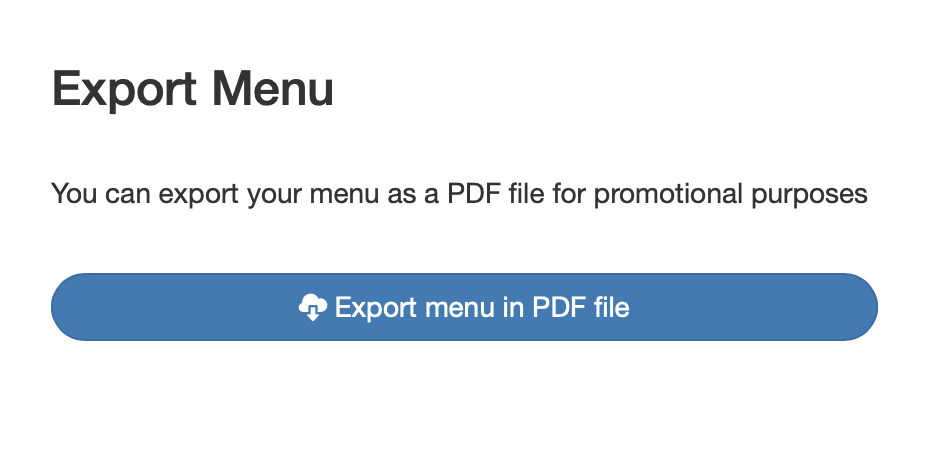 Export Menu
You can export your menu as a PDF file for promotional purposes
Export menu in PDF file